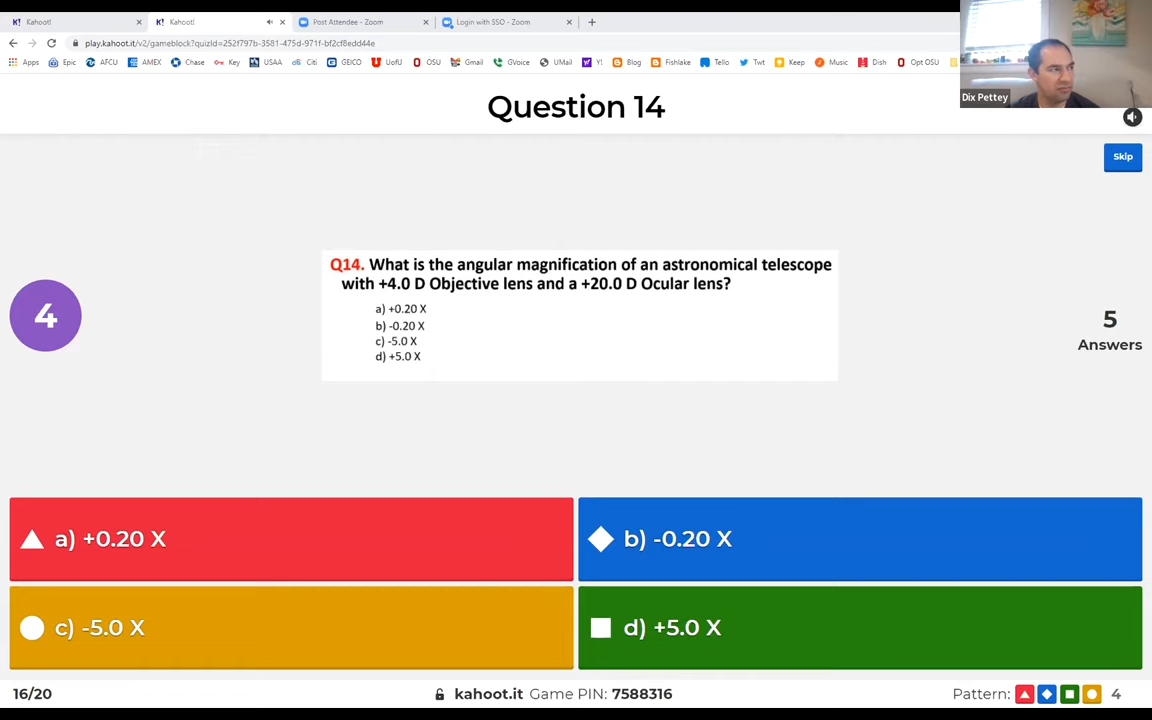 Kahoot!
Kahoot!
Post Attendee - Zoom
Login with SSO - Zoom
play.kahoot.it/v2/gameblock?quizId=252f797b-3581-475d-971f-bf2cf8edd44e
Apps Epic AFCU AMEX Chase Key USAA Citi GEICO UofU OSU Gmail GVoice UMail Y! Blog Fishlake Tello Twt Keep Music Dish Opt OSU
Dix Pettey
Question 14
Skip
Q14. What is the angular magnification of an astronomical telescope
with +4.0 D Objective lens and a +20.0 D Ocular lens?
a) +0.20 X
b) -0.20 X
c) -5.0 X
d) +5.0 X
4
5
Answers
a) +0.20 X
b) -0.20 X
c) -5.0 X
d) +5.0 X
16/20
kahoot.it Game PIN: 7588316
Pattern: 4